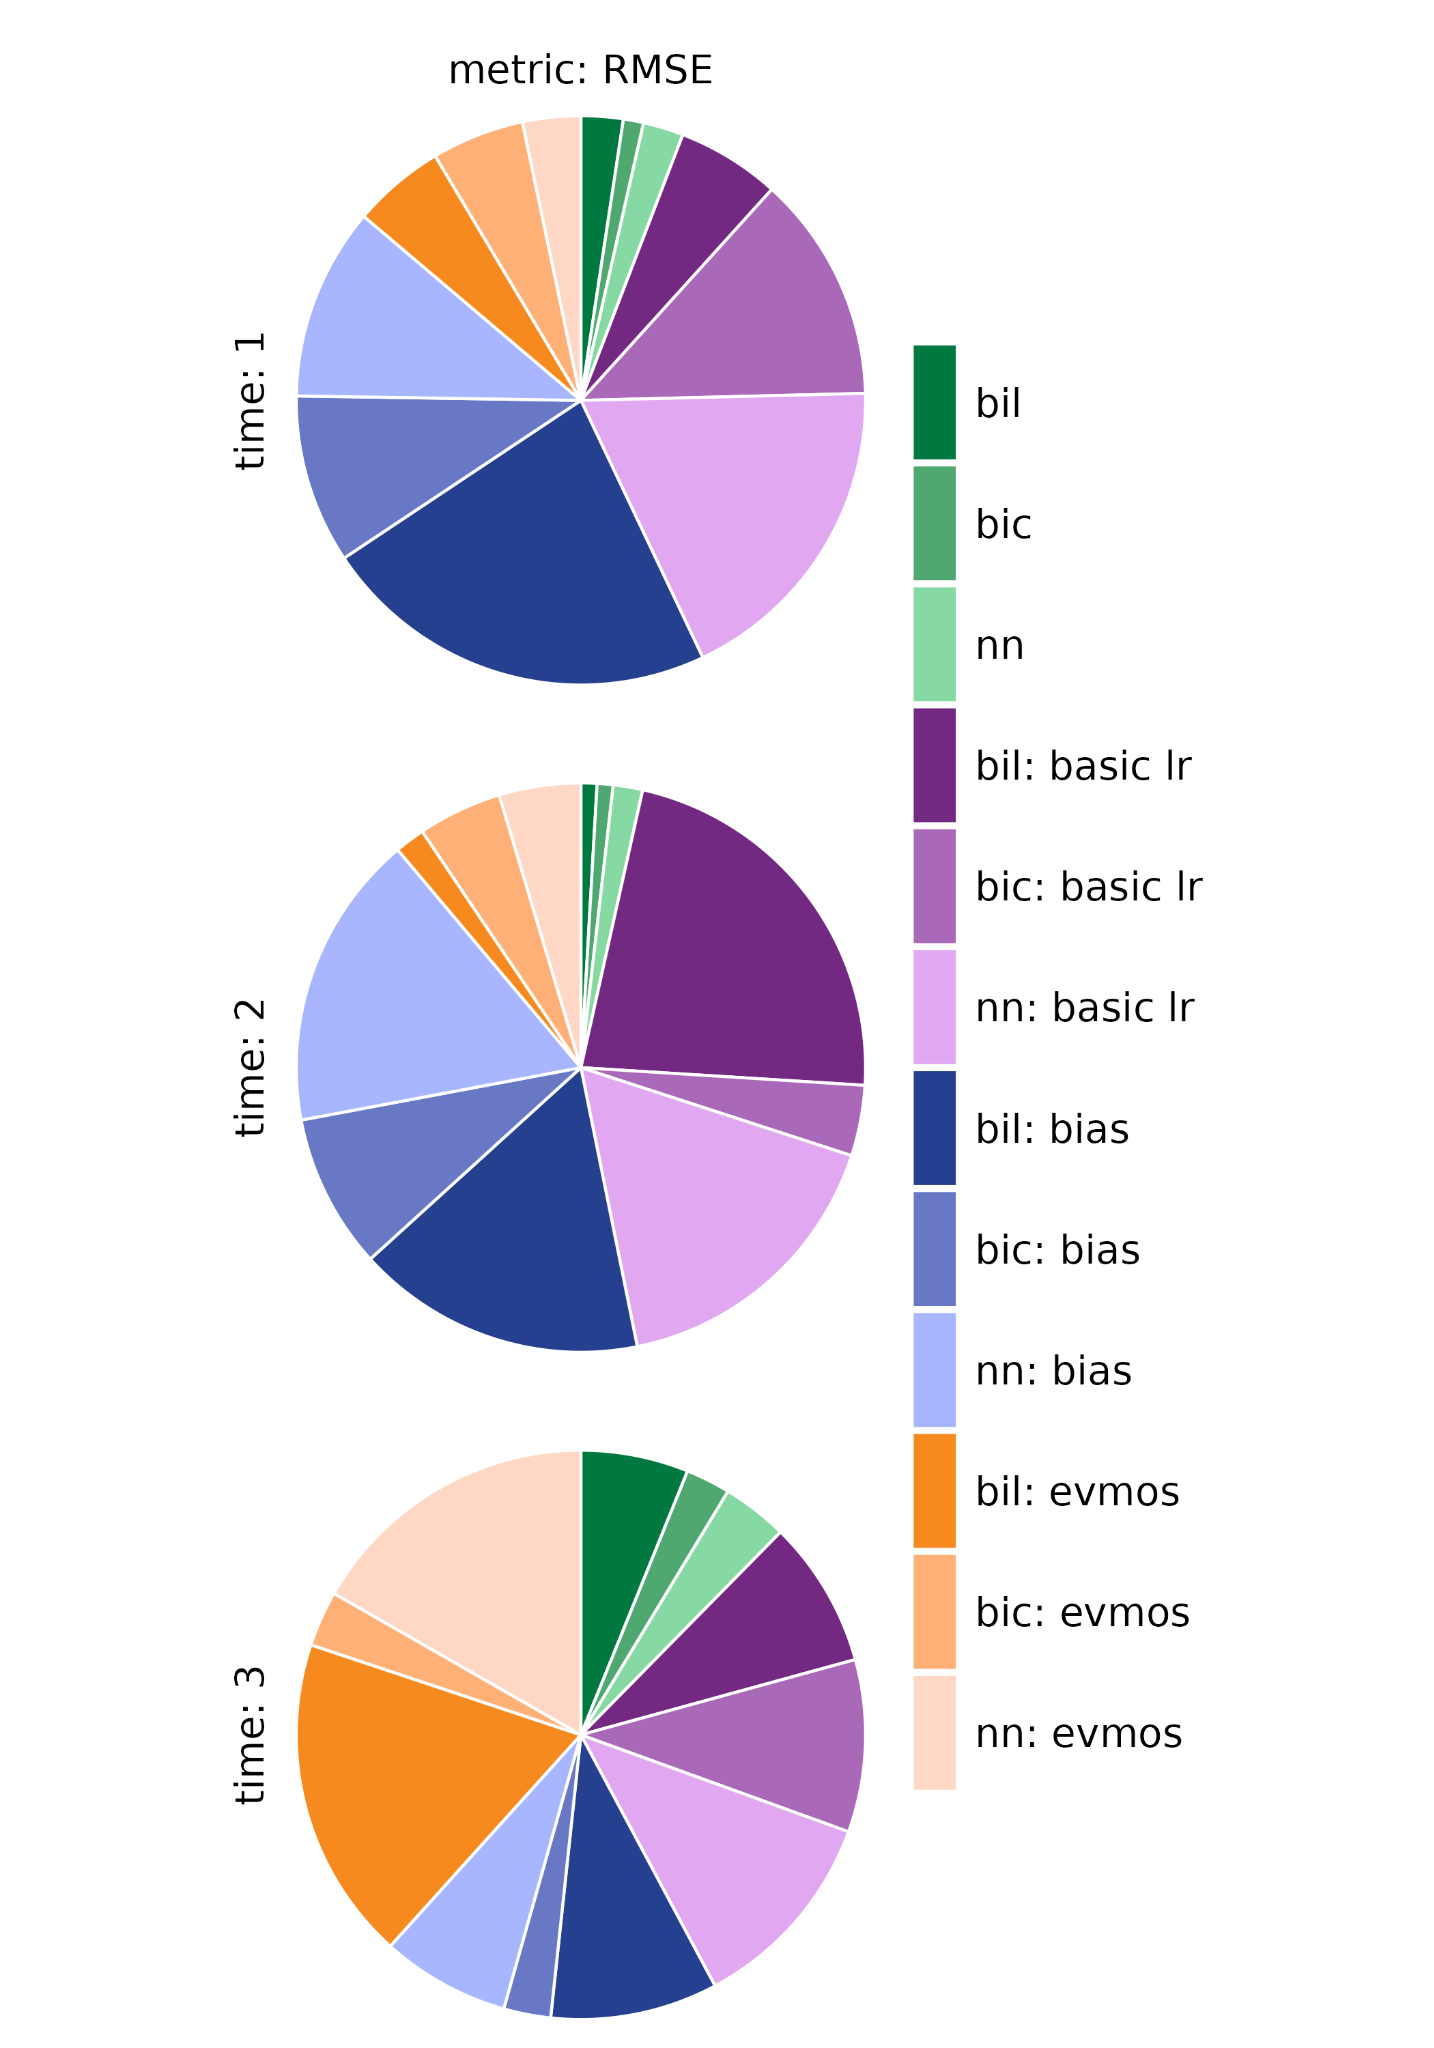 metric: RMSE
time: 1
time: 2
time: 3
bil
bic
nn
bil: basic lr
bic: basic lr
nn: basic lr
bil: bias
bic: bias
nn: bias
bil: evmos
bic: evmos
nn: evmos